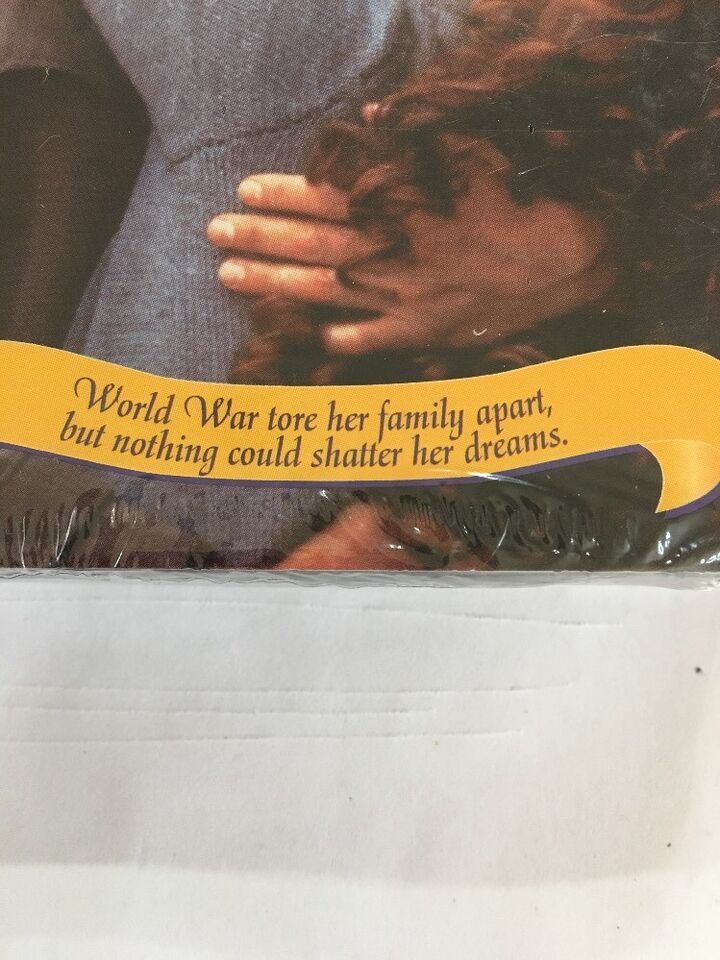 World War tore her family apart,
but nothing could shatter her dreams.